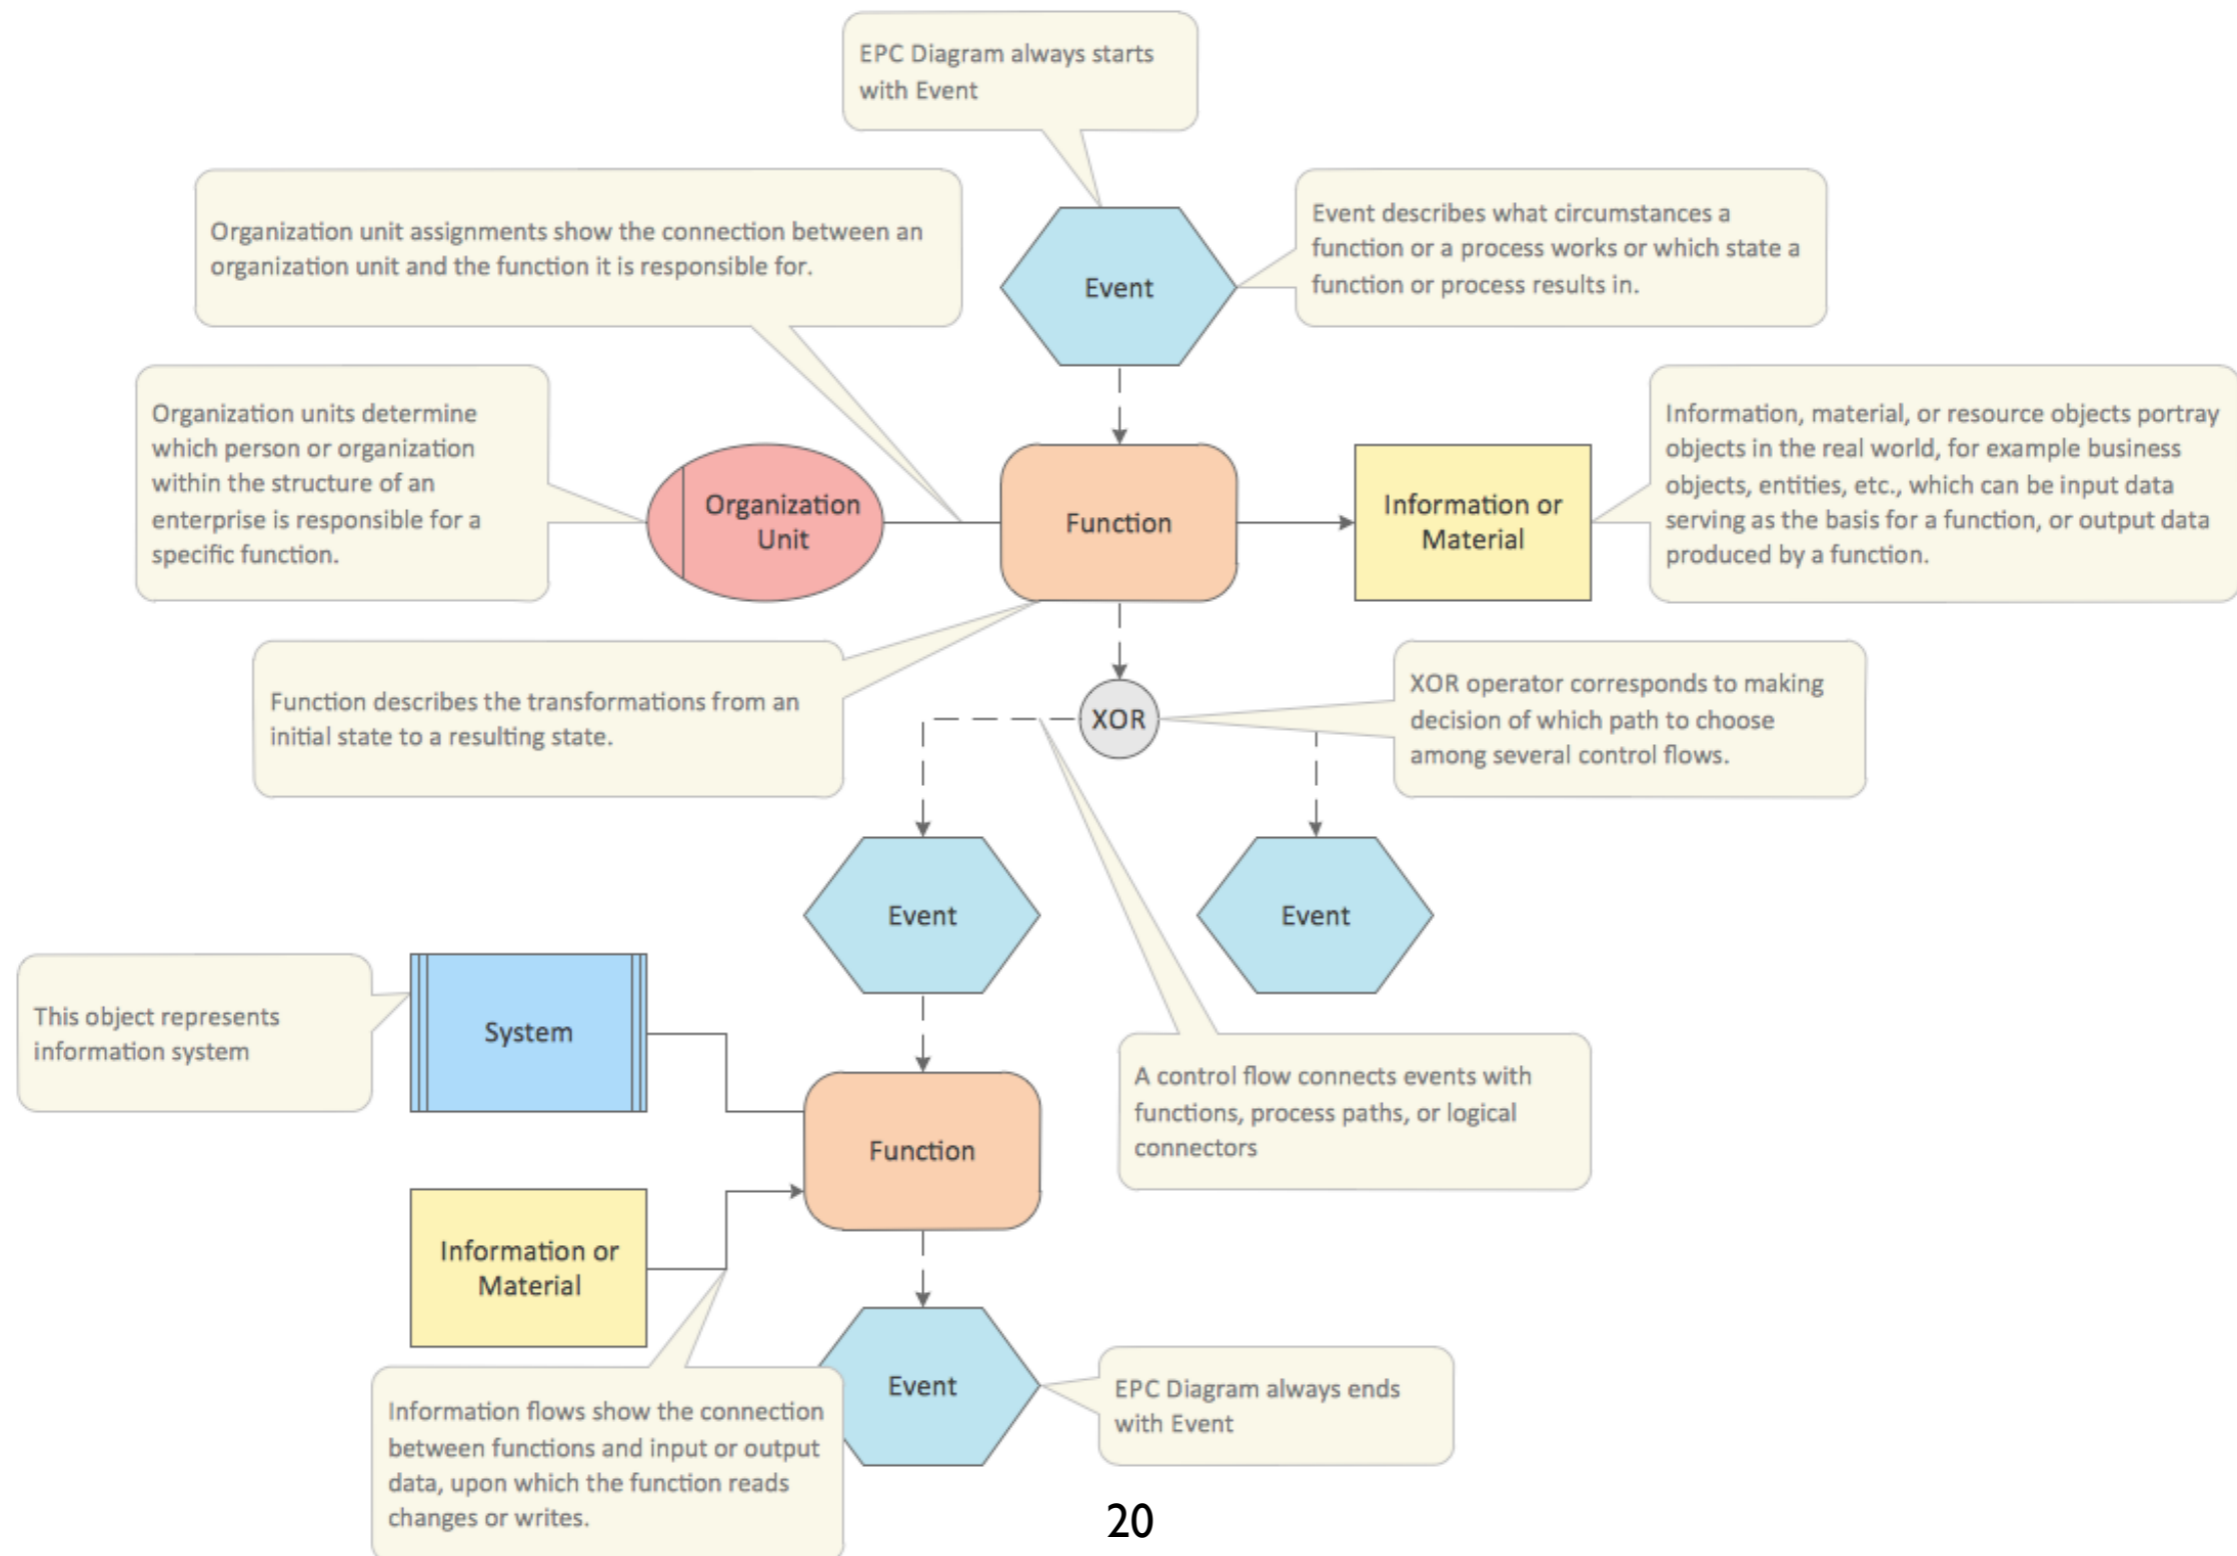 EPC Diagram always starts
with Event
Organization unit assignments show the connection between an
organization unit and the function it is responsible for.
Event
Event describes what circumstances a
function or a process works or which state a
function or process results in.
Organization units determine
which person or organization
within the structure of an
enterprise is responsible for a
specific function.
Organization
Unit
Function
Information or
Material
Information, material, or resource objects portray
objects in the real world, for example business
objects, entities, etc., which can be input data
serving as the basis for a function, or output data
produced by a function.
Function describes the transformations from an
initial state to a resulting state.
XOR
XOR operator corresponds to making
decision of which path to choose
among several control flows.
Event
Event
This object represents
information system
System
A control flow connects events with
functions, process paths, or logical
connectors
Function
Information or
Material
Information flows show the connection
between functions and input or output
data, upon which the function reads
changes or writes.
Event
EPC Diagram always ends
with Event
20